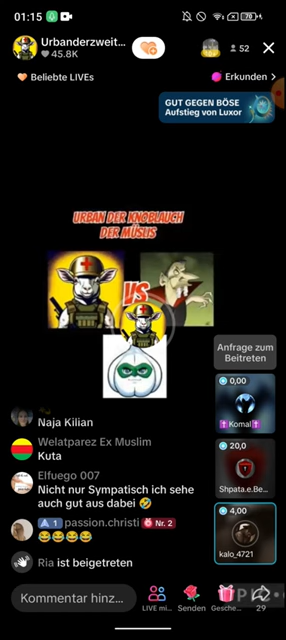 01:15
70
Urbanderzweit...
45.8K
52
Beliebte LIVEs
Erkunden >
GUT GEGEN BÖSE
Aufstieg von Luxor
URBAN DER KNOBLAUCH
DER MÜSLIS
VS
Anfrage zum
Beitreten
0,00
✝Komal✝
20,0
Shpata.e.Be...
4,00
kalo_4721
Naja Kilian
Welatparez Ex Muslim
Kuta
Elfuego 007
Nicht nur Sympatisch ich sehe
auch gut aus dabei 🤣
1 passion.christi Nr. 2
😂😂😂😂
Ria ist beigetreten
Kommentar hinz...
LIVE mi...
Senden
Gesche...
29